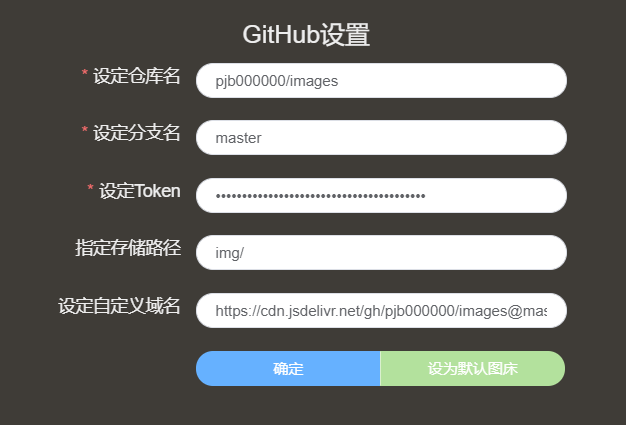 GitHub设置
* 设定仓库名 pjb000000/images
* 设定分支名 master
* 设定Token ••••••••••••••••••••••••••••••••••••••••
指定存储路径 img/
设定自定义域名 https://cdn.jsdelivr.net/gh/pjb000000/images@mas
确定 设为默认图床